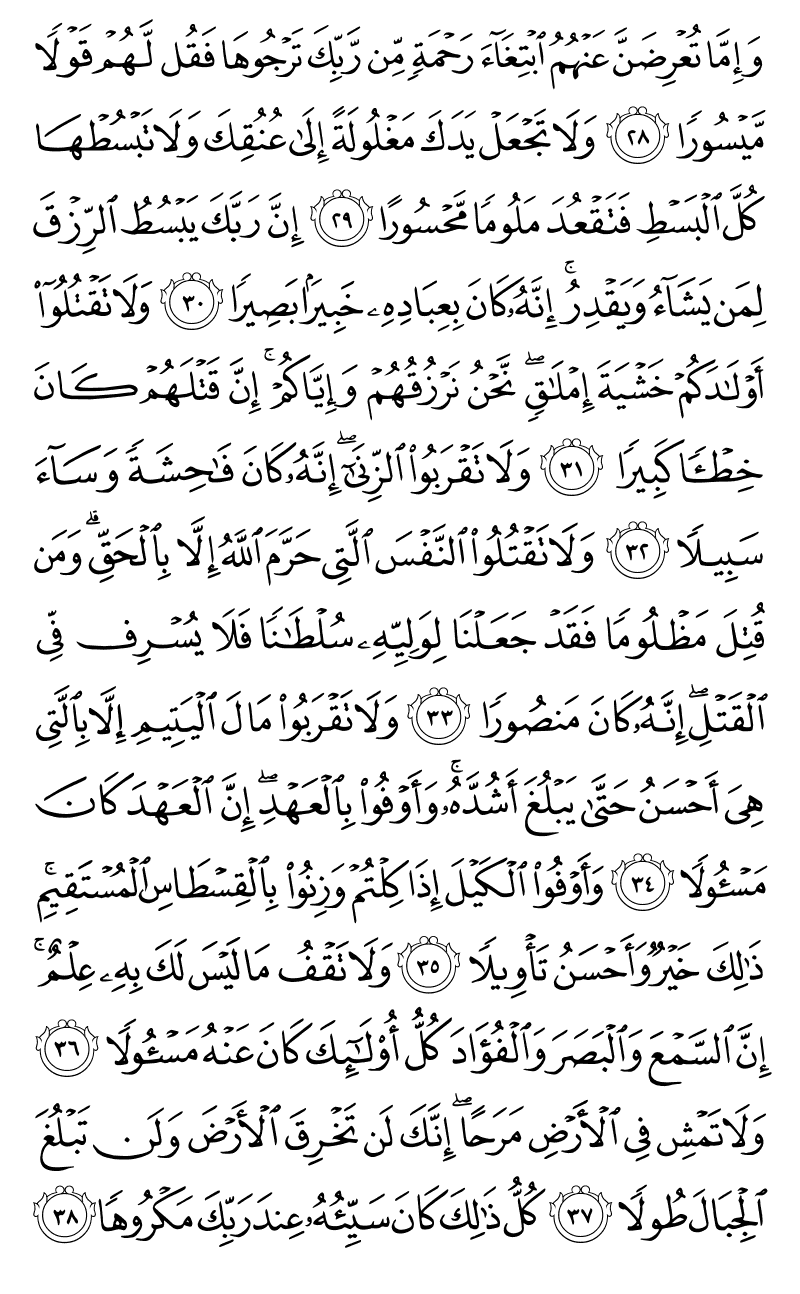 وَإِمَّا تُعۡرِضَنَّ عَنۡهُمُ ٱبۡتِغَآءَ رَحۡمَةٖ مِّن رَّبِّكَ تَرۡجُوهَا فَقُل لَّهُمۡ قَوۡلٗا
مَّيۡسُورٗا ٢٨ وَلَا تَجۡعَلۡ يَدَكَ مَغۡلُولَةً إِلَىٰ عُنُقِكَ وَلَا تَبۡسُطۡهَا
كُلَّ ٱلۡبَسۡطِ فَتَقۡعُدَ مَلُومٗا مَّحۡسُورًا ٢٩ إِنَّ رَبَّكَ يَبۡسُطُ ٱلرِّزۡقَ
لِمَن يَشَآءُ وَيَقۡدِرُۚ إِنَّهُۥ كَانَ بِعِبَادِهِۦ خَبِيرَۢا بَصِيرٗا ٣٠ وَلَا تَقۡتُلُوٓاْ
أَوۡلَٰدَكُمۡ خَشۡيَةَ إِمۡلَٰقٖۖ نَّحۡنُ نَرۡزُقُهُمۡ وَإِيَّاكُمۡۚ إِنَّ قَتۡلَهُمۡ كَانَ
خِطۡـٔٗا كَبِيرٗا ٣١ وَلَا تَقۡرَبُواْ ٱلزِّنَىٰٓۖ إِنَّهُۥ كَانَ فَٰحِشَةٗ وَسَآءَ
سَبِيلٗا ٣٢ وَلَا تَقۡتُلُواْ ٱلنَّفۡسَ ٱلَّتِي حَرَّمَ ٱللَّهُ إِلَّا بِٱلۡحَقِّۗ وَمَن
قُتِلَ مَظۡلُومٗا فَقَدۡ جَعَلۡنَا لِوَلِيِّهِۦ سُلۡطَٰنٗا فَلَا يُسۡرِف فِّي
ٱلۡقَتۡلِۖ إِنَّهُۥ كَانَ مَنصُورٗا ٣٣ وَلَا تَقۡرَبُواْ مَالَ ٱلۡيَتِيمِ إِلَّا بِٱلَّتِي
هِيَ أَحۡسَنُ حَتَّىٰ يَبۡلُغَ أَشُدَّهُۥۚ وَأَوۡفُواْ بِٱلۡعَهۡدِۖ إِنَّ ٱلۡعَهۡدَ كَانَ
مَسۡـُٔولٗا ٣٤ وَأَوۡفُواْ ٱلۡكَيۡلَ إِذَا كِلۡتُمۡ وَزِنُواْ بِٱلۡقِسۡطَاسِ ٱلۡمُسۡتَقِيمِۚ
ذَٰلِكَ خَيۡرٞ وَأَحۡسَنُ تَأۡوِيلٗا ٣٥ وَلَا تَقۡفُ مَا لَيۡسَ لَكَ بِهِۦ عِلۡمٌۚ
إِنَّ ٱلسَّمۡعَ وَٱلۡبَصَرَ وَٱلۡفُؤَادَ كُلُّ أُوْلَٰٓئِكَ كَانَ عَنۡهُ مَسۡـُٔولٗا ٣٦
وَلَا تَمۡشِ فِي ٱلۡأَرۡضِ مَرَحًاۖ إِنَّكَ لَن تَخۡرِقَ ٱلۡأَرۡضَ وَلَن تَبۡلُغَ
ٱلۡجِبَالَ طُولٗا ٣٧ كُلُّ ذَٰلِكَ كَانَ سَيِّئُهُۥ عِندَ رَبِّكَ مَكۡرُوهٗا ٣٨